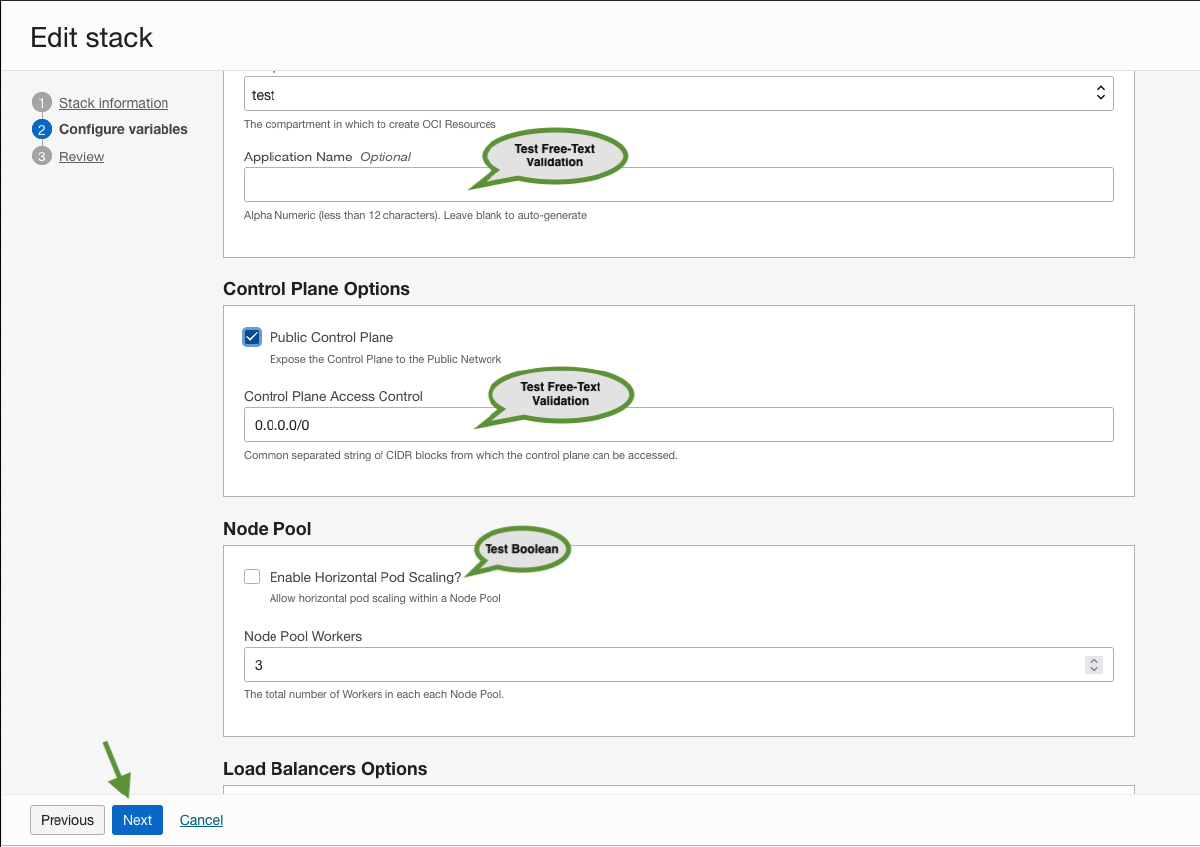 Edit stack
1 Stack information
2 Configure variables
3 Review
test
The compartment in which to create OCI Resources
Test Free-Text
Validation
Application Name Optional
Alpha Numeric (less than 12 characters). Leave blank to auto-generate
Control Plane Options
Public Control Plane
Expose the Control Plane to the Public Network
Test Free-Text
Validation
Control Plane Access Control
0.0.0.0/0
Common separated string of CIDR blocks from which the control plane can be accessed.
Node Pool
Test Boolean
Enable Horizontal Pod Scaling?
Allow horizontal pod scaling within a Node Pool
Node Pool Workers
3
The total number of Workers in each each Node Pool.
Load Balancers Options
Previous Next Cancel